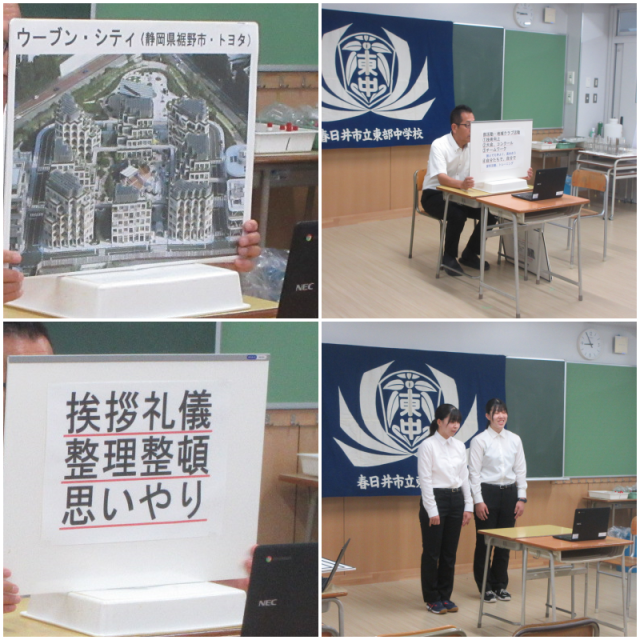 ウーブン・シティ(静岡県裾野市・トヨタ)
NEC
東中
春日井市立東部中学校
挨拶礼儀
整理整頓
思いやり
NEC
東中
春日井市立東